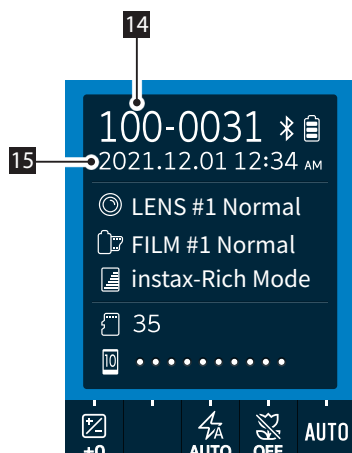 14
100-0031
15
2021.12.01 12:34 AM
LENS #1 Normal
FILM #1 Normal
instax-Rich Mode
35
10
±0 A AUTO OFF AUTO